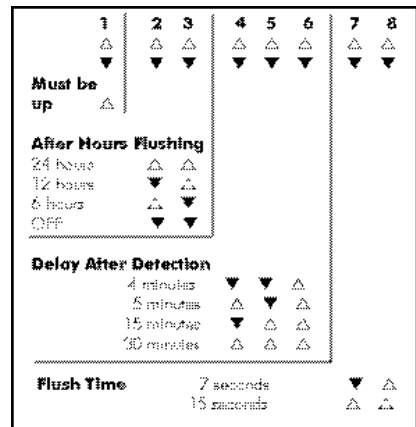 1 2 3 4 5 6 7 8
Must be
up
After Hours Flushing
24 hours
12 hours
6 hours
OFF
Delay After Detection
4 minutes
5 minutes
15 minutes
30 minutes
Flush Time 7 seconds
15 seconds